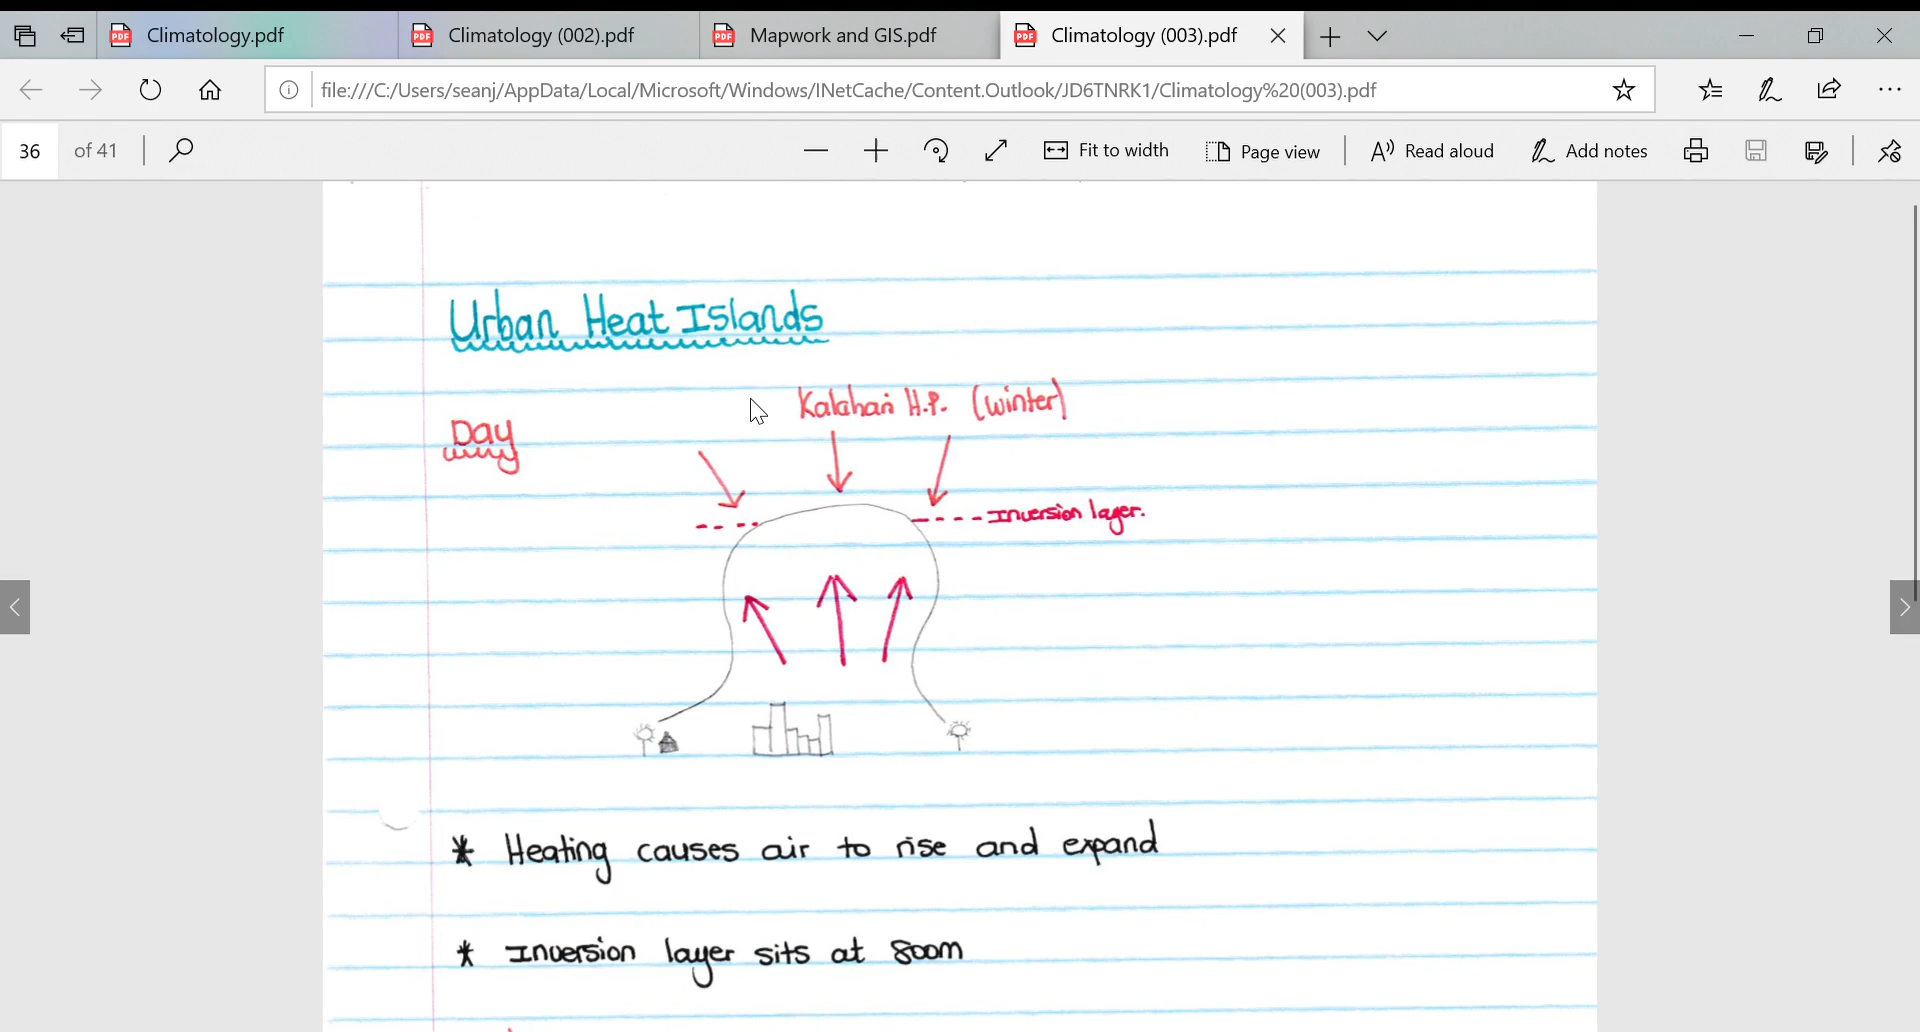 Climatology.pdf
Climatology (002).pdf
Mapwork and GIS.pdf
Climatology (003).pdf
file:///C:/Users/seanj/AppData/Local/Microsoft/Windows/INetCache/Content.Outlook/JD6TNRK1/Climatology%20(003).pdf
36 of 41
Fit to width
Page view
Read aloud
Add notes
Urban Heat Islands
Kalahari H.P. (winter)
Day
Inversion layer.
* Heating causes air to rise and expand
* Inversion layer sits at 800m